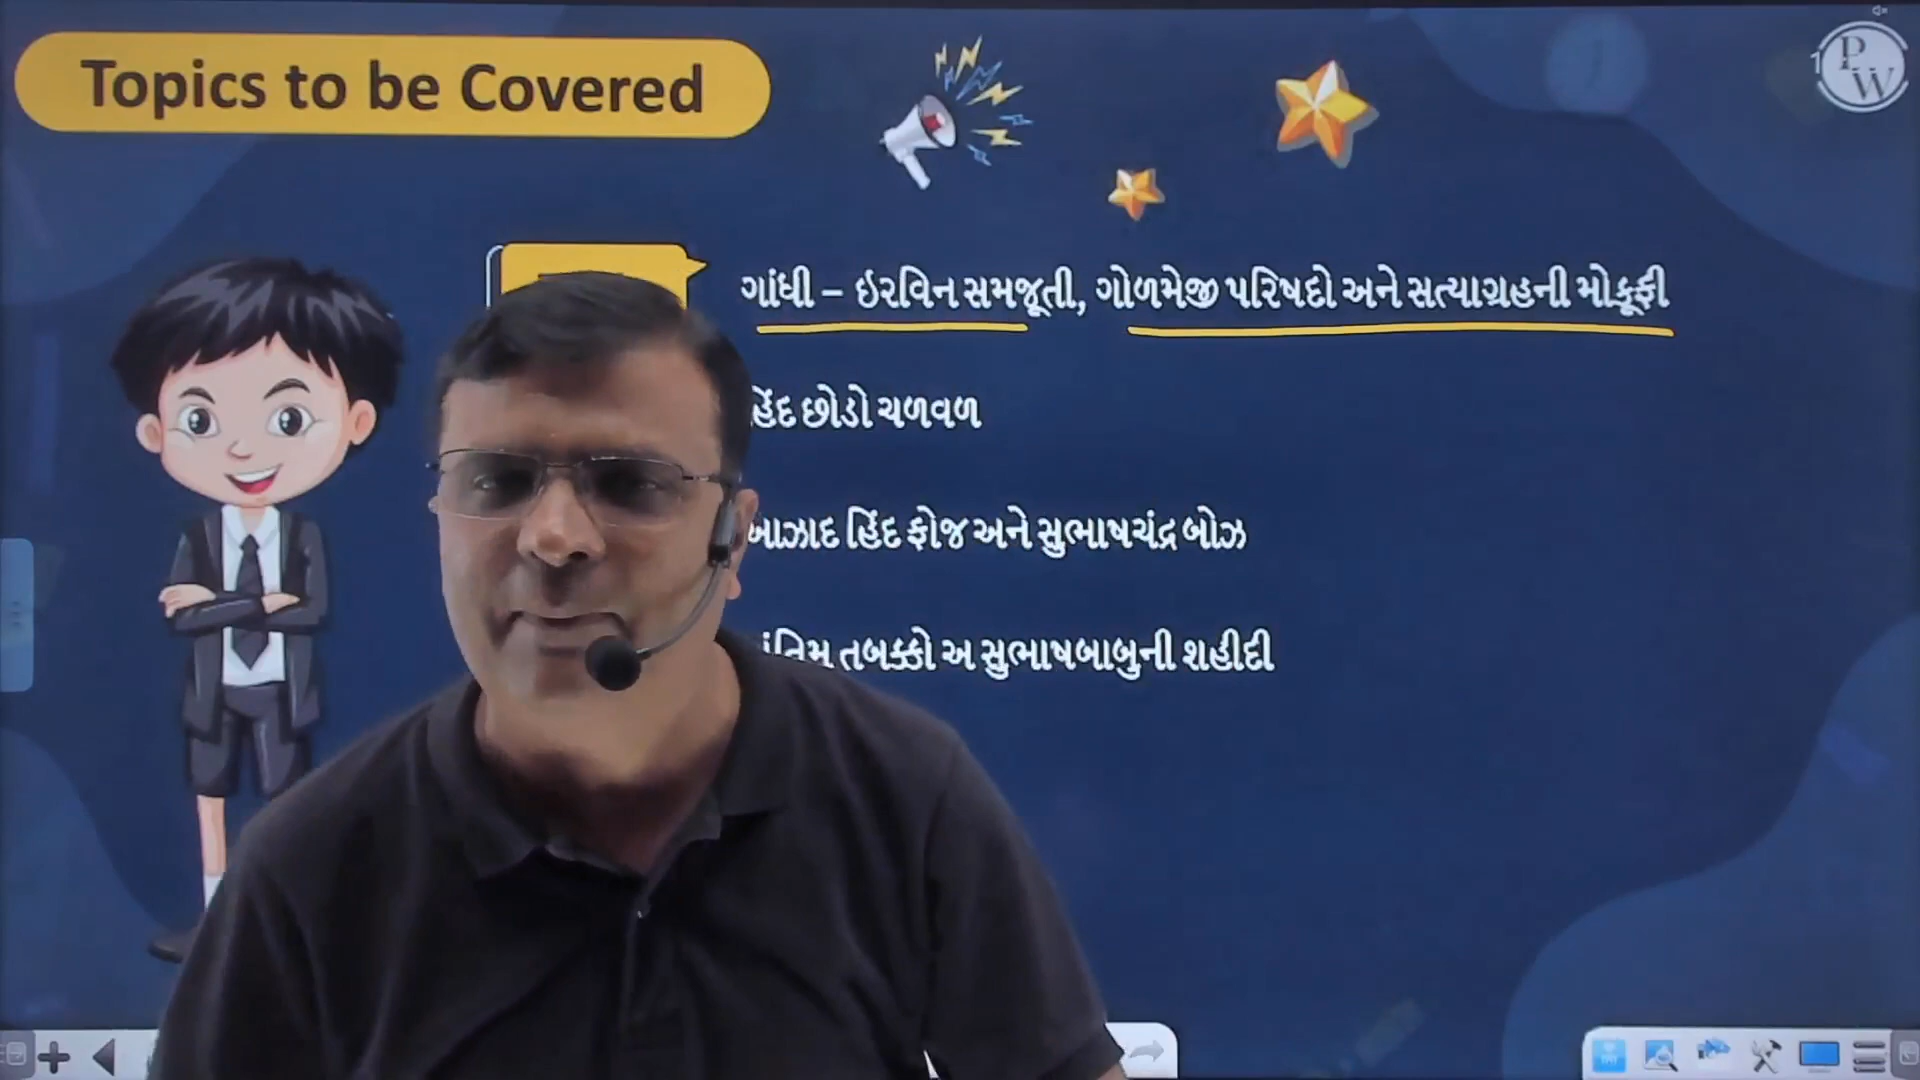 Topics to be Covered
PW
ગાંધી – ઇરવિન સમજૂતી, ગોળમેજી પરિષદો અને સત્યાગ્રહની મોકૂફી
હિંદ છોડો ચળવળ
આઝાદ હિંદ ફોજ અને સુભાષચંદ્ર બોઝ
તબક્કો અ સુભાષબાબુની શહીદી